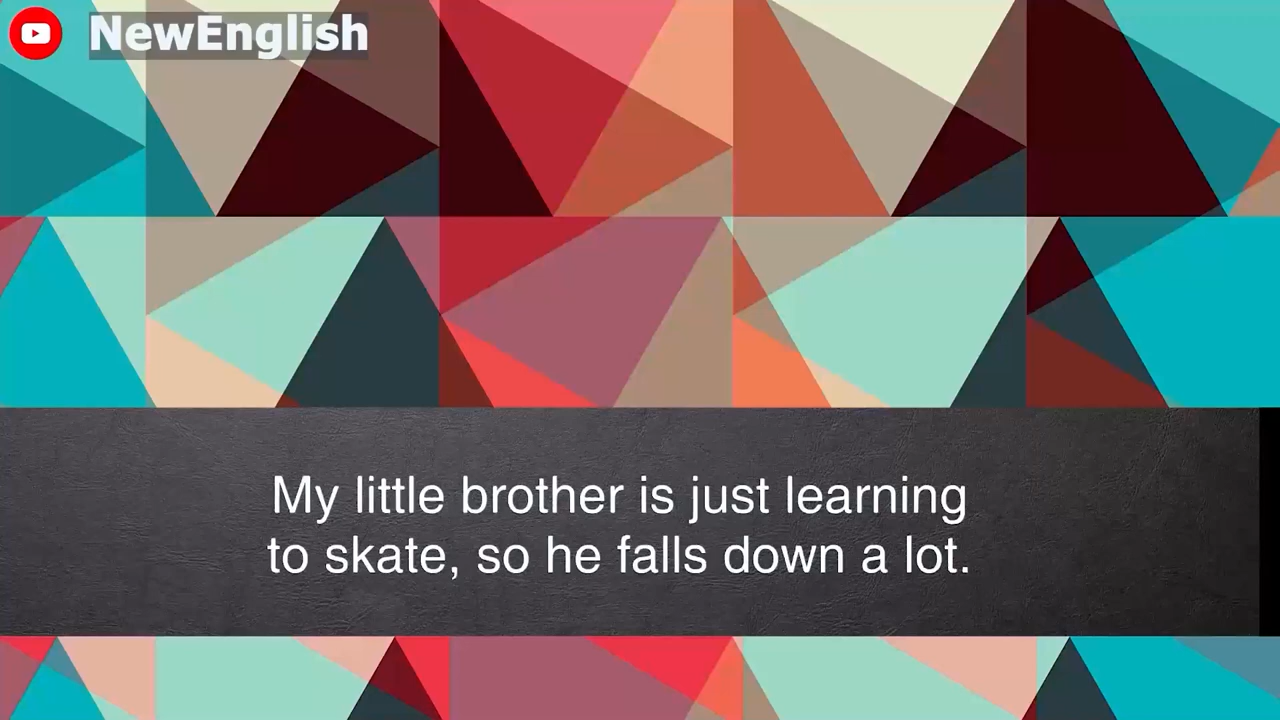 NewEnglish
My little brother is just learning
to skate, so he falls down a lot.